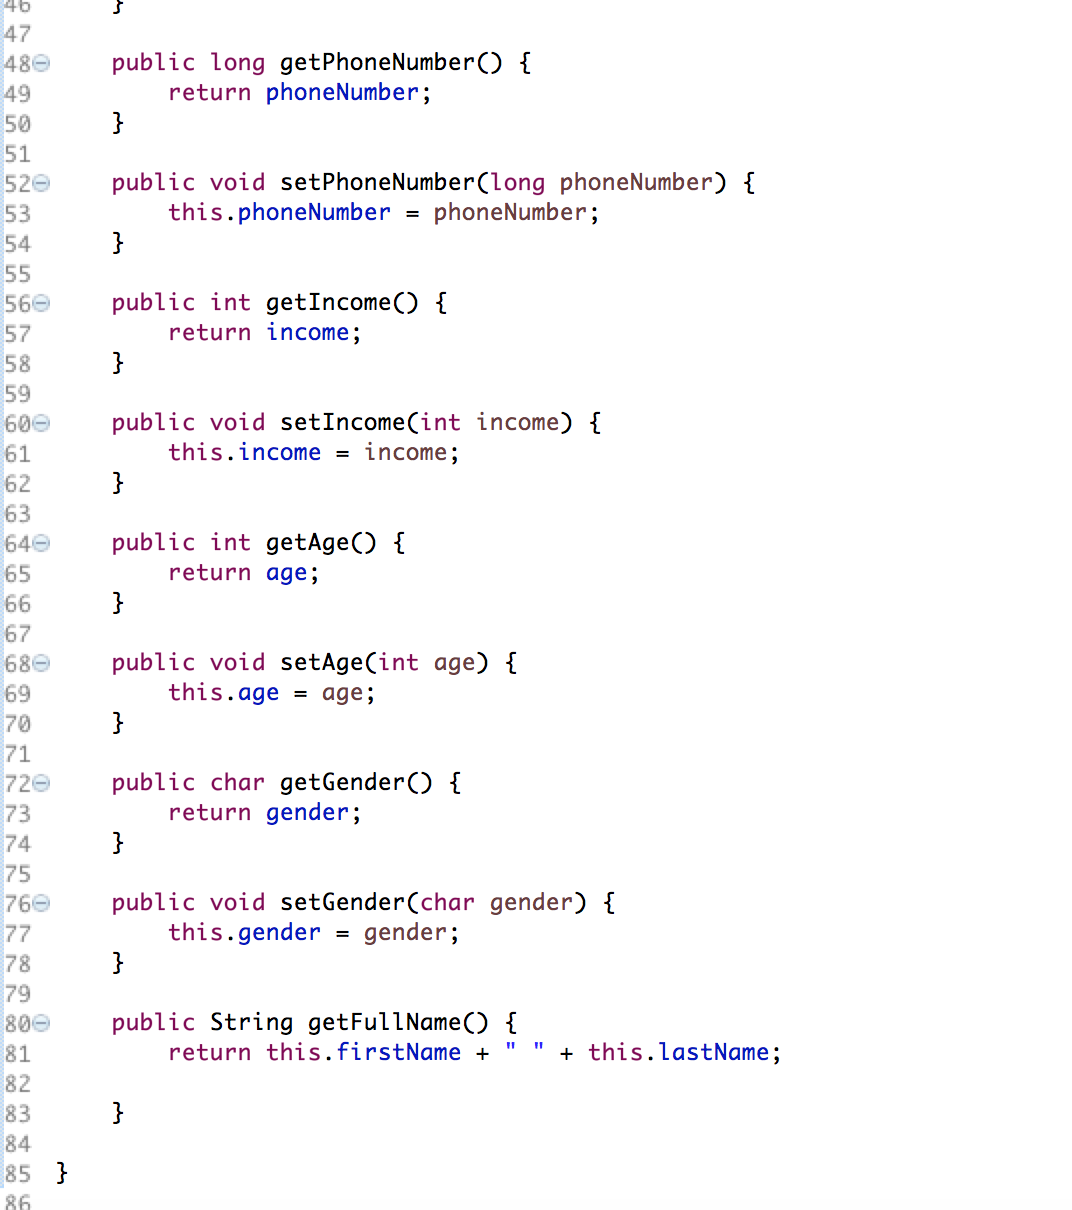 46 }
47
48 public long getPhoneNumber() {
49 return phoneNumber;
50 }
51
52 public void setPhoneNumber(long phoneNumber) {
53 this.phoneNumber = phoneNumber;
54 }
55
56 public int getIncome() {
57 return income;
58 }
59
60 public void setIncome(int income) {
61 this.income = income;
62 }
63
64 public int getAge() {
65 return age;
66 }
67
68 public void setAge(int age) {
69 this.age = age;
70 }
71
72 public char getGender() {
73 return gender;
74 }
75
76 public void setGender(char gender) {
77 this.gender = gender;
78 }
79
80 public String getFullName() {
81 return this.firstName + " " + this.lastName;
82
83 }
84
85 }
86